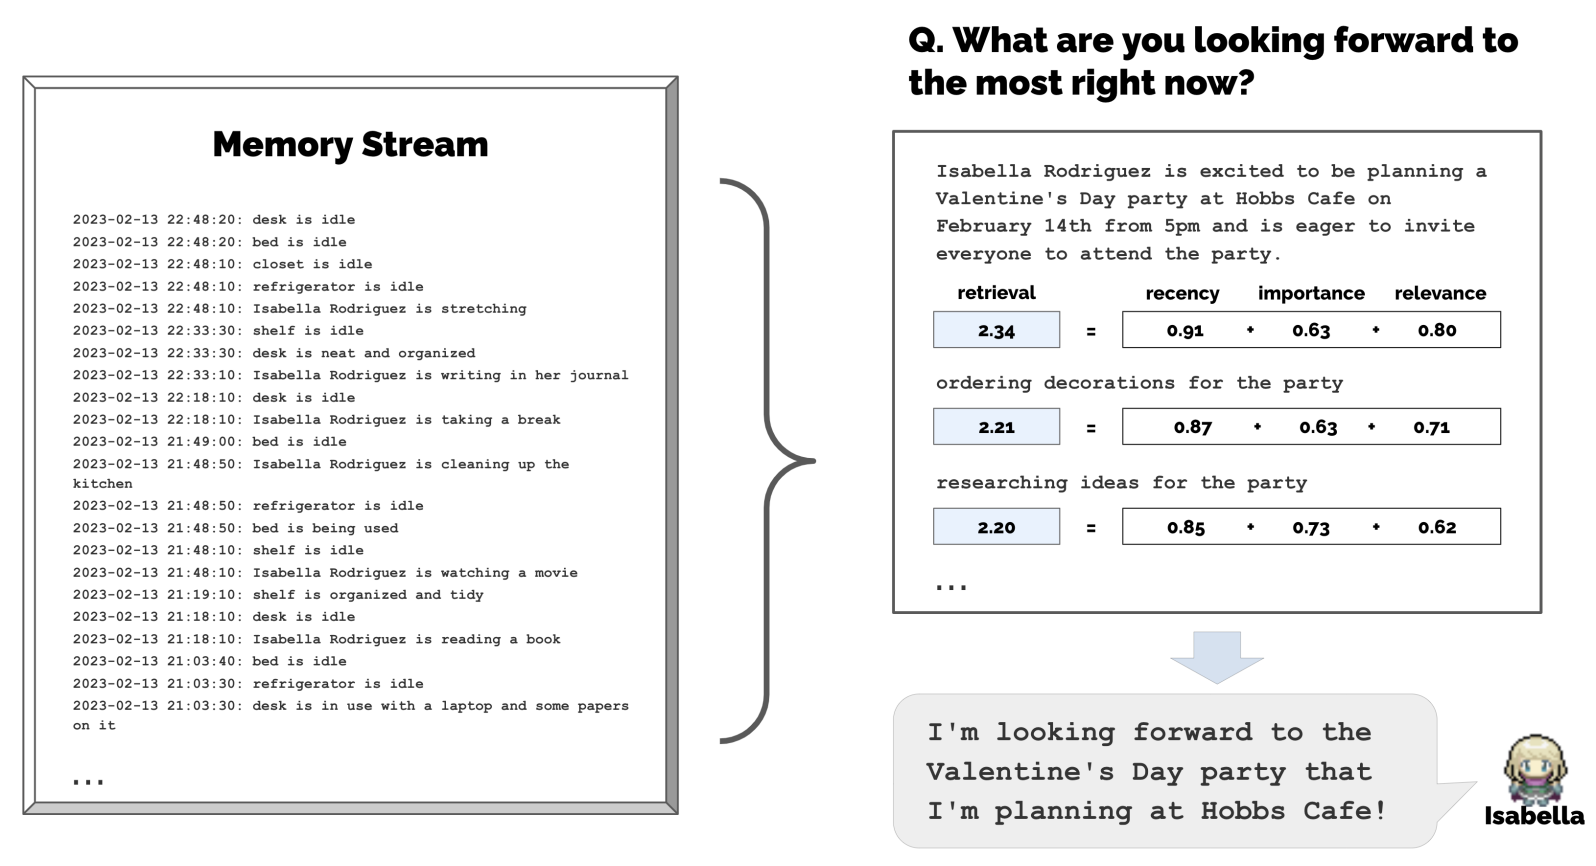 Memory Stream
2023-02-13 22:48:20: desk is idle
2023-02-13 22:48:20: bed is idle
2023-02-13 22:48:10: closet is idle
2023-02-13 22:48:10: refrigerator is idle
2023-02-13 22:48:10: Isabella Rodriguez is stretching
2023-02-13 22:33:30: shelf is idle
2023-02-13 22:33:30: desk is neat and organized
2023-02-13 22:33:10: Isabella Rodriguez is writing in her journal
2023-02-13 22:18:10: desk is idle
2023-02-13 22:18:10: Isabella Rodriguez is taking a break
2023-02-13 21:49:00: bed is idle
2023-02-13 21:48:50: Isabella Rodriguez is cleaning up the
kitchen
2023-02-13 21:48:50: refrigerator is idle
2023-02-13 21:48:50: bed is being used
2023-02-13 21:48:10: shelf is idle
2023-02-13 21:48:10: Isabella Rodriguez is watching a movie
2023-02-13 21:19:10: shelf is organized and tidy
2023-02-13 21:18:10: desk is idle
2023-02-13 21:18:10: Isabella Rodriguez is reading a book
2023-02-13 21:03:40: bed is idle
2023-02-13 21:03:30: refrigerator is idle
2023-02-13 21:03:30: desk is in use with a laptop and some papers
on it
...
Q. What are you looking forward to
the most right now?
Isabella Rodriguez is excited to be planning a
Valentine's Day party at Hobbs Cafe on
February 14th from 5pm and is eager to invite
everyone to attend the party.
retrieval recency importance relevance
2.34 = 0.91 + 0.63 + 0.80
ordering decorations for the party
2.21 = 0.87 + 0.63 + 0.71
researching ideas for the party
2.20 = 0.85 + 0.73 + 0.62
...
I'm looking forward to the
Valentine's Day party that
I'm planning at Hobbs Cafe!
Isabella